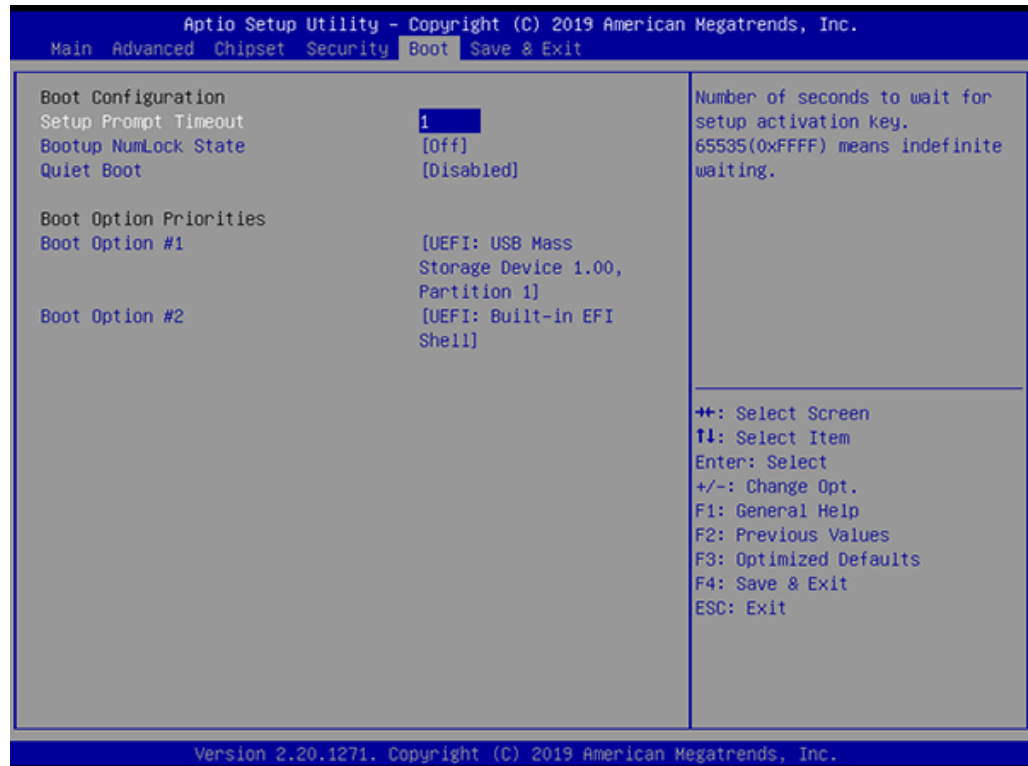 Aptio Setup Utility – Copyright (C) 2019 American Megatrends, Inc.
Main Advanced Chipset Security Boot Save & Exit
Boot Configuration
Setup Prompt Timeout 1
Bootup NumLock State [Off]
Quiet Boot [Disabled]
Boot Option Priorities
Boot Option #1 [UEFI: USB Mass
Storage Device 1.00,
Partition 1]
Boot Option #2 [UEFI: Built-in EFI
Shell]
Number of seconds to wait for
setup activation key.
65535(0xFFFF) means indefinite
waiting.
→←: Select Screen
↑↓: Select Item
Enter: Select
+/-: Change Opt.
F1: General Help
F2: Previous Values
F3: Optimized Defaults
F4: Save & Exit
ESC: Exit
Version 2.20.1271. Copyright (C) 2019 American Megatrends, Inc.